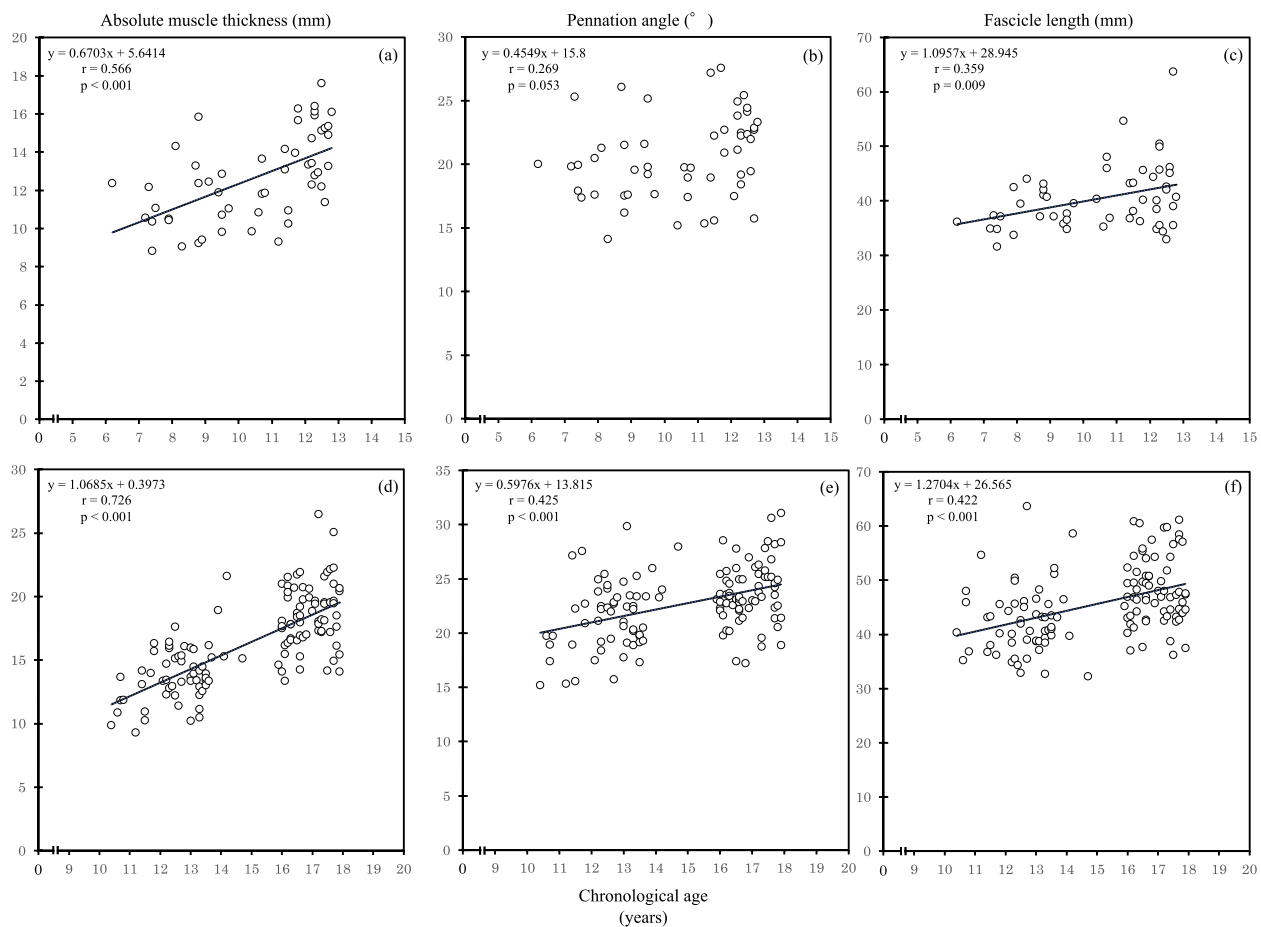 Absolute muscle thickness (mm)
Pennation angle (° )
Fascicle length (mm)
y = 0.6703x + 5.6414
r = 0.566
p < 0.001
(a)
20
18
16
14
12
10
8
6
4
2
0
0 5 6 7 8 9 10 11 12 13 14 15
y = 0.4549x + 15.8
r = 0.269
p = 0.053
(b)
30
25
20
15
10
5
0
0 5 6 7 8 9 10 11 12 13 14 15
y = 1.0957x + 28.945
r = 0.359
p = 0.009
(c)
70
60
50
40
30
20
10
0
0 5 6 7 8 9 10 11 12 13 14 15
y = 1.0685x + 0.3973
r = 0.726
p < 0.001
(d)
30
25
20
15
10
5
0
0 9 10 11 12 13 14 15 16 17 18 19 20
y = 0.5976x + 13.815
r = 0.425
p < 0.001
(e)
35
30
25
20
15
10
5
0
0 9 10 11 12 13 14 15 16 17 18 19 20
y = 1.2704x + 26.565
r = 0.422
p < 0.001
(f)
70
60
50
40
30
20
10
0
0 9 10 11 12 13 14 15 16 17 18 19 20
Chronological age
(years)